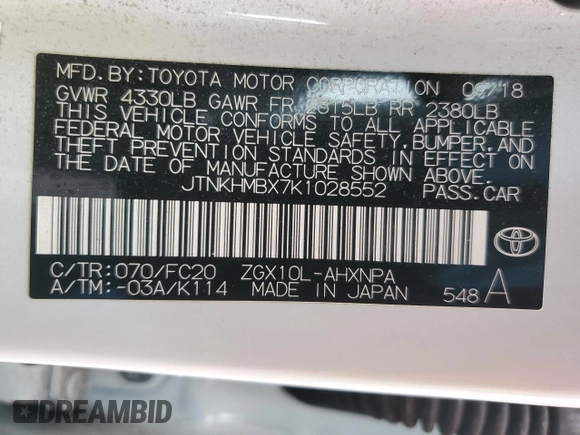 MFD.BY: TOYOTA MOTOR CORPORATION 09/18
GVWR 4330LB GAWR FR 2315LB RR 2380LB
THIS VEHICLE CONFORMS TO ALL APPLICABLE
FEDERAL MOTOR VEHICLE SAFETY, BUMPER, AND
THEFT PREVENTION STANDARDS IN EFFECT ON
THE DATE OF MANUFACTURE SHOWN ABOVE.
JTNKHMBX7K1028552 PASS.CAR
C/TR:070/FC20 ZGX10L-AHXNPA
A/TM:-03A/K114 MADE IN JAPAN 548 A
TOYOTA
DREAMBID